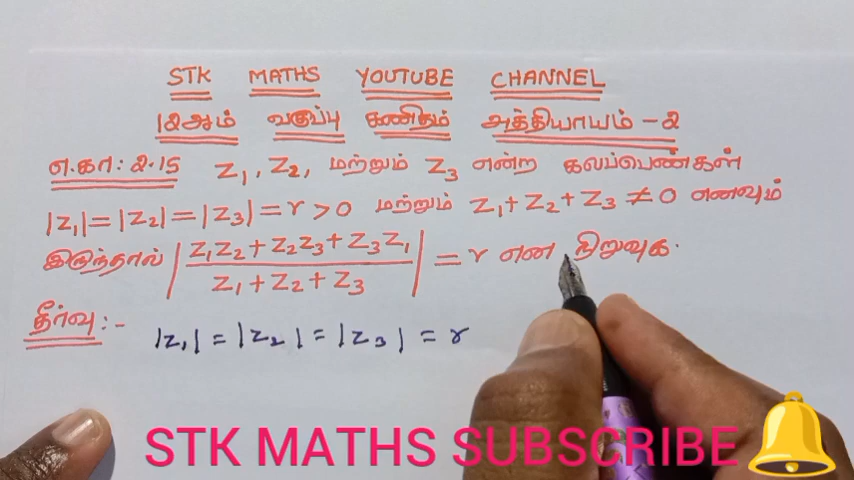 STK MATHS YOUTUBE CHANNEL
12ஆம் வகுப்பு கணிதம் அத்தியாயம் - 2
எ.கா: 2.15 Z₁, Z₂, மற்றும் Z₃ என்ற கலப்பெண்கள்
|Z₁| = |Z₂| = |Z₃| = r > 0 மற்றும் Z₁ + Z₂ + Z₃ ≠ 0 எனவும்
இருந்தால் |(Z₁Z₂ + Z₂Z₃ + Z₃Z₁) / (Z₁ + Z₂ + Z₃)| = r என நிறுவுக.
தீர்வு :- |Z₁| = |Z₂| = |Z₃| = r
STK MATHS SUBSCRIBE